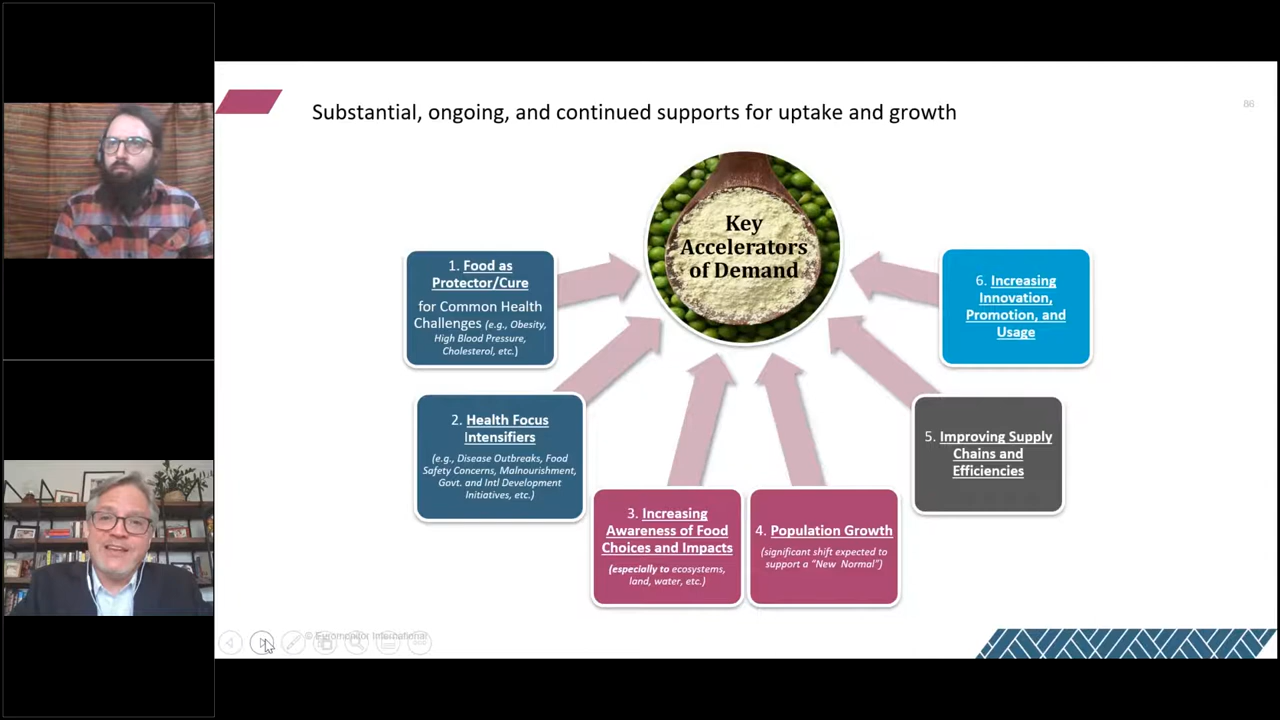 86
Substantial, ongoing, and continued supports for uptake and growth
Key
Accelerators
of Demand
1. Food as
Protector/Cure
for Common Health
Challenges (e.g., Obesity,
High Blood Pressure,
Cholesterol, etc.)
2. Health Focus
Intensifiers
(e.g., Disease Outbreaks, Food
Safety Concerns, Malnourishment,
Govt. and Intl Development
Initiatives, etc.)
3. Increasing
Awareness of Food
Choices and Impacts
(especially to ecosystems,
land, water, etc.)
4. Population Growth
(significant shift expected to
support a “New Normal”)
5. Improving Supply
Chains and
Efficiencies
6. Increasing
Innovation,
Promotion, and
Usage
© Euromonitor International